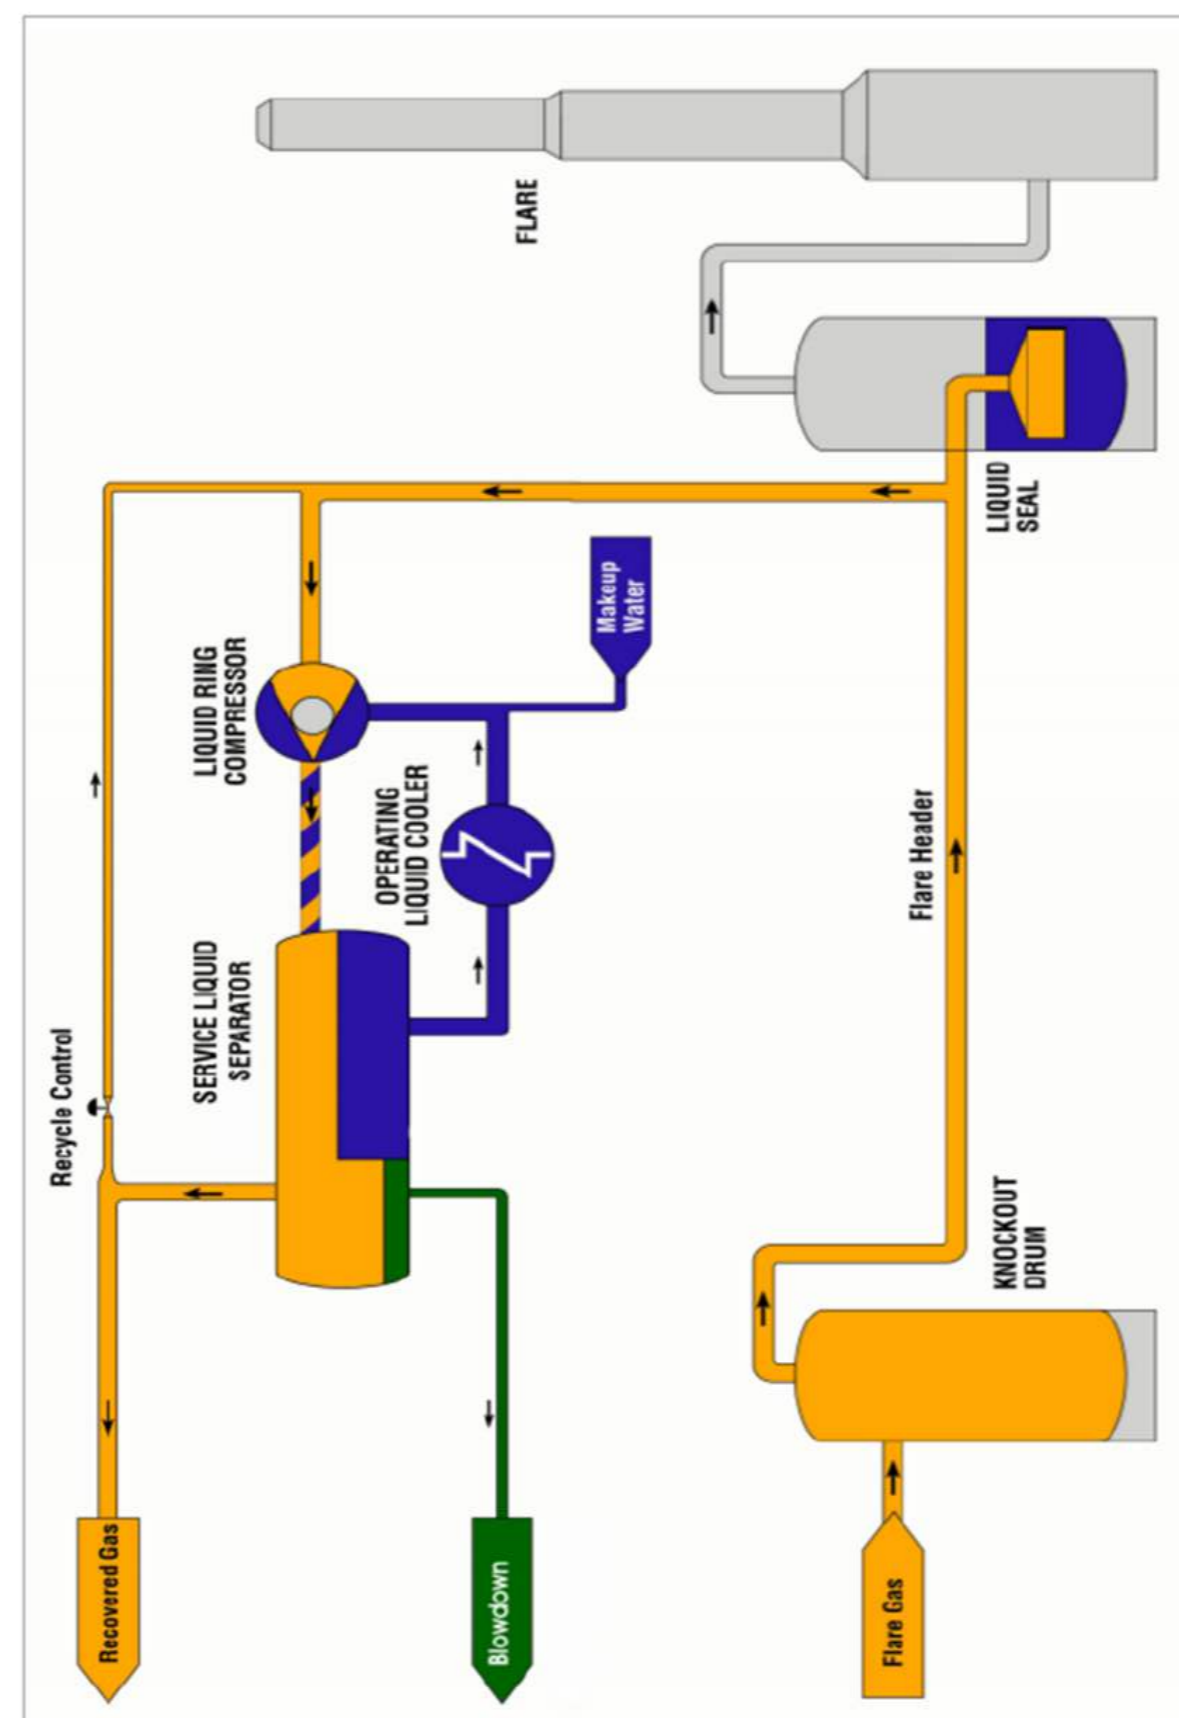 Recovered Gas
Recycle Control
SERVICE LIQUID
SEPARATOR
LIQUID RING
COMPRESSOR
OPERATING
LIQUID COOLER
Makeup
Water
FLARE
Blowdown
Flare Gas
KNOCKOUT
DRUM
Flare Header
LIQUID
SEAL